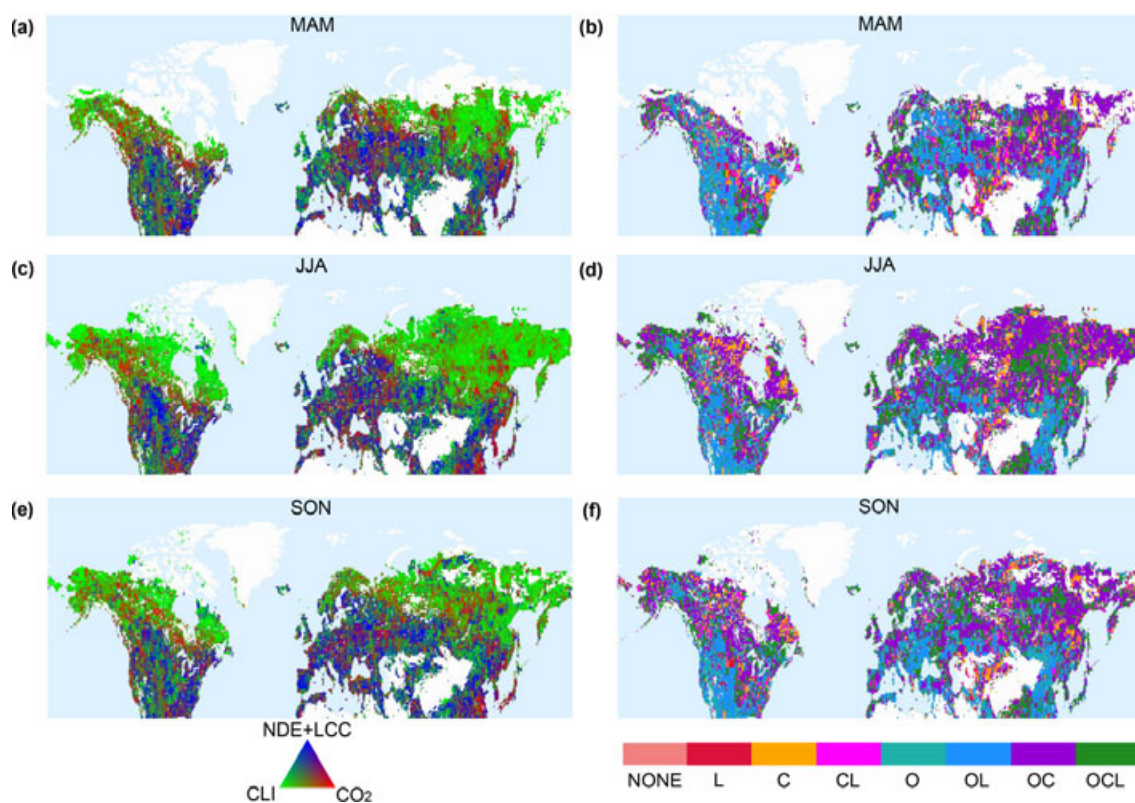 (a) MAM
(b) MAM
(c) JJA
(d) JJA
(e) SON
(f) SON
NDE+LCC
CLI CO₂
NONE L C CL O OL OC OCL